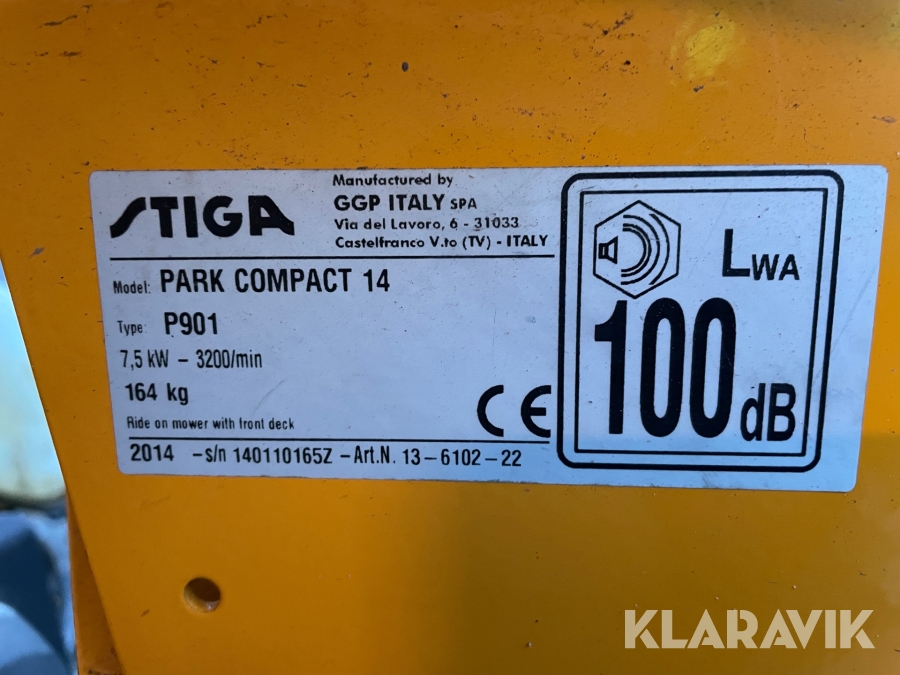 STIGA
Manufactured by
GGP ITALY SPA
Via del Lavoro, 6 - 31033
Castelfranco V.to (TV) - ITALY
Model: PARK COMPACT 14
Type: P901
7,5 kW - 3200/min
164 kg
Ride on mower with front deck
CE
2014 -s/n 140110165Z -Art.N. 13-6102-22
LWA
100 dB
KLARAVIK